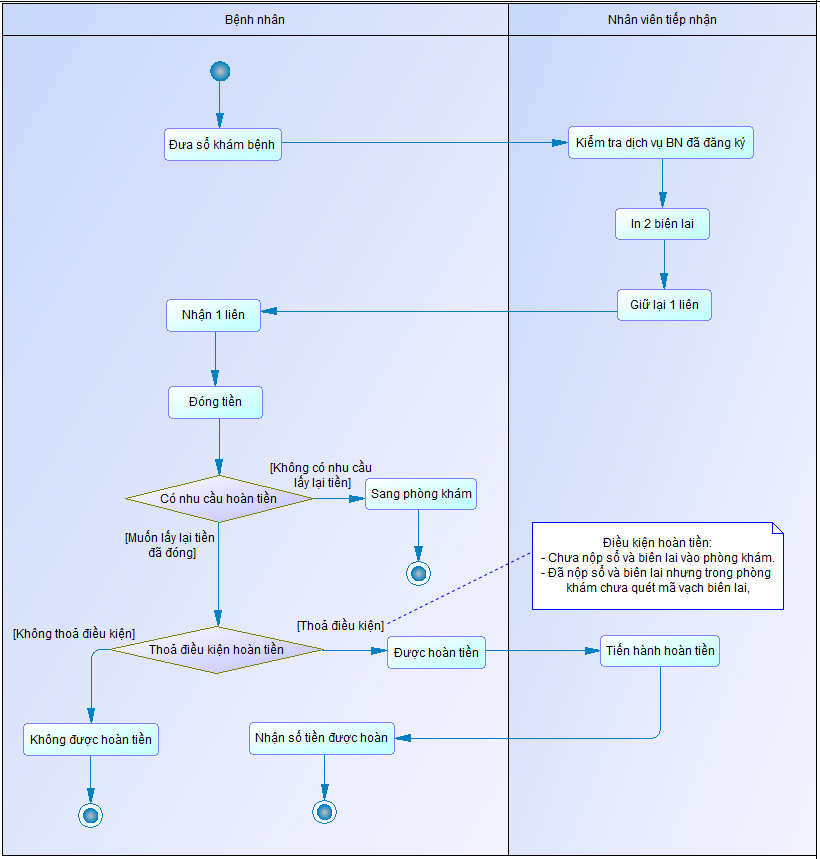 Bệnh nhân
Nhân viên tiếp nhận
Đưa sổ khám bệnh
Kiểm tra dịch vụ BN đã đăng ký
In 2 biên lai
Giữ lại 1 liên
Nhận 1 liên
Đóng tiền
[Không có nhu cầu
lấy lại tiền]
Có nhu cầu hoàn tiền
Sang phòng khám
[Muốn lấy lại tiền
đã đóng]
Điều kiện hoàn tiền:
- Chưa nộp sổ và biên lai vào phòng khám.
- Đã nộp sổ và biên lai nhưng trong phòng
khám chưa quét mã vạch biên lai,
[Không thoả điều kiện]
[Thoả điều kiện]
Thoả điều kiện hoàn tiền
Được hoàn tiền
Tiến hành hoàn tiền
Không được hoàn tiền
Nhận số tiền được hoàn